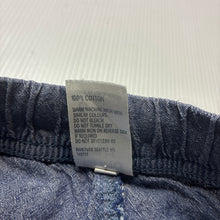 100% COTTON
WARM MACHINE WASH WITH
SIMILAR COLOURS
DO NOT BLEACH
DO NOT TUMBLE DRY
WARM IRON ON REVERSE SIDE
IF REQUIRED
DO NOT DRYCLEAN